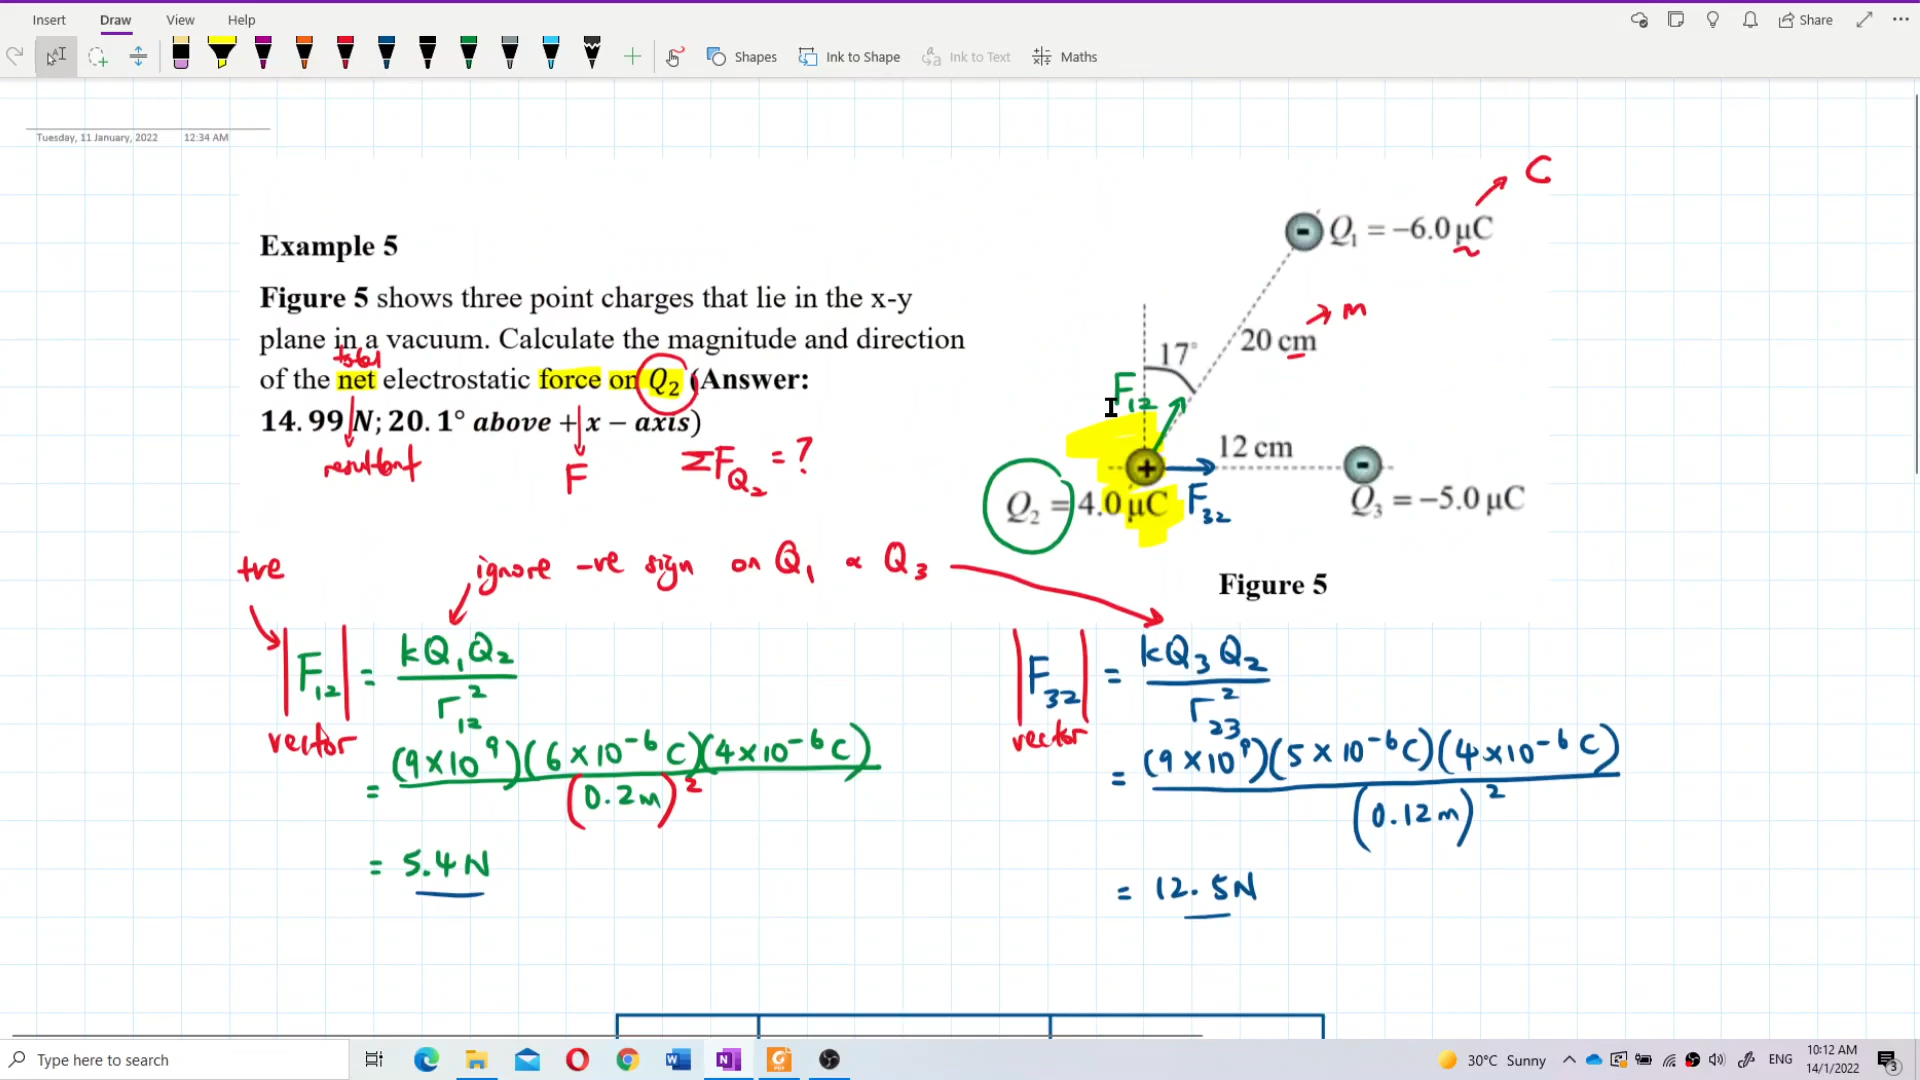 Insert Draw View Help
Share
Shapes Ink to Shape Ink to Text Maths
Tuesday, 11 January, 2022 12:34 AM
Example 5
Figure 5 shows three point charges that lie in the x-y
plane in a vacuum. Calculate the magnitude and direction
total
of the net electrostatic force on Q₂ (Answer:
14.99 N; 20.1° above + x − axis)
resultant
F
ΣF_Q₂ = ?
C
Q₁ = −6.0 μC
m
20 cm
17°
F₁₂
12 cm
Q₂ = 4.0 μC
F₃₂
Q₃ = −5.0 μC
Figure 5
+ve
ignore -ve sign on Q₁ & Q₃
|F₁₂| = kQ₁Q₂ / r₁₂²
vector
= (9×10⁹)(6×10⁻⁶ C)(4×10⁻⁶ C) / (0.2m)²
= 5.4 N
|F₃₂| = kQ₃Q₂ / r₂₃²
vector
= (9×10⁹)(5×10⁻⁶ C)(4×10⁻⁶ C) / (0.12m)²
= 12.5 N
Type here to search
30°C Sunny
ENG
10:12 AM
14/1/2022
3